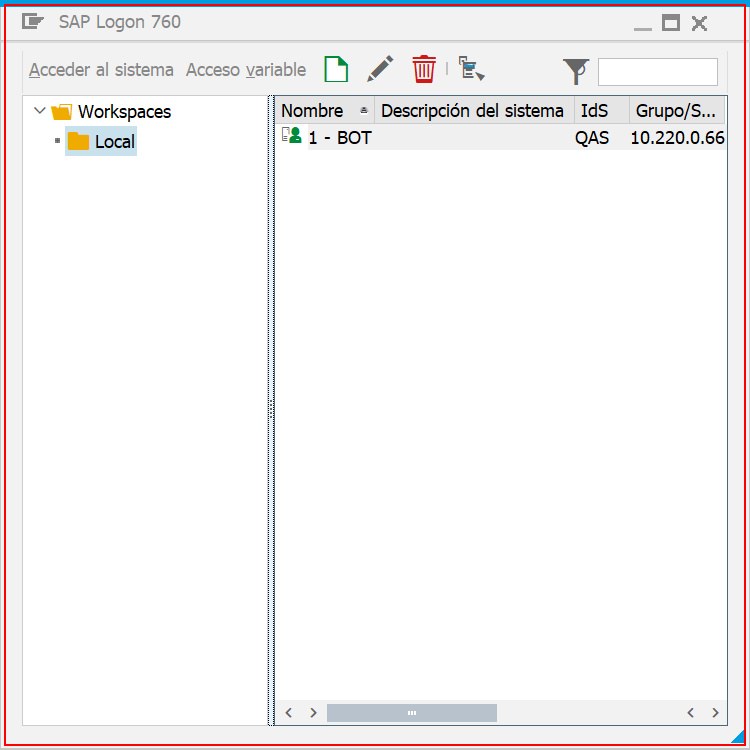 SAP Logon 760
Acceder al sistema Acceso variable
Workspaces
Local
Nombre Descripción del sistema IdS Grupo/S...
1 - BOT QAS 10.220.0.66